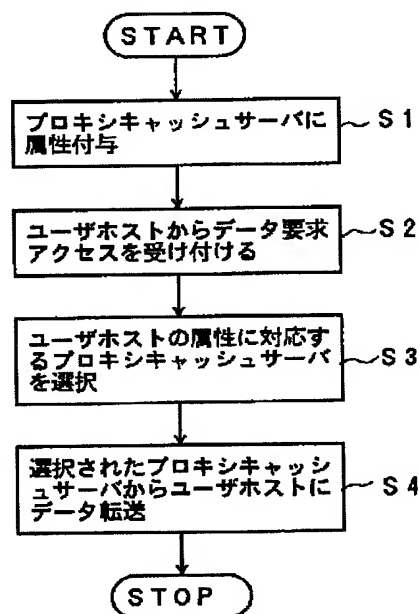 START
プロキシキャッシュサーバに
属性付与
S1
ユーザホストからデータ要求
アクセスを受け付ける
S2
ユーザホストの属性に対応す
るプロキシキャッシュサーバ
を選択
S3
選択されたプロキシキャッシ
ュサーバからユーザホストに
データ転送
S4
STOP